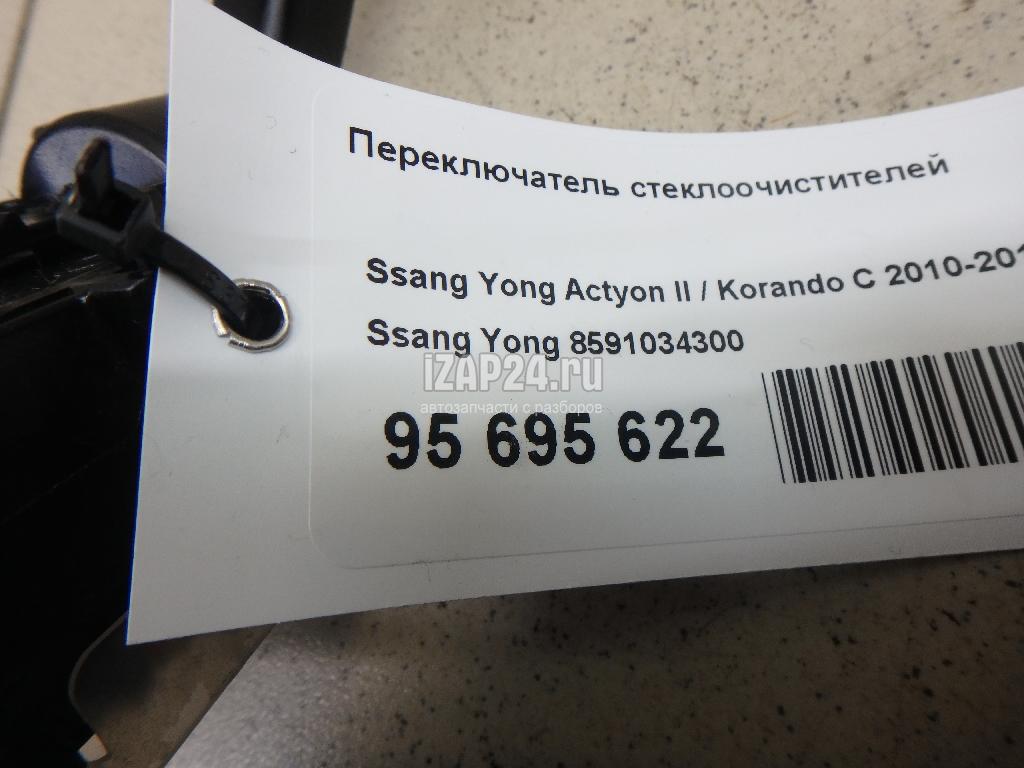 Переключатель стеклоочистителей
Ssang Yong Actyon II / Korando C 2010-201
Ssang Yong 8591034300
iZAP24.ru
автозапчасти с разборов
95 695 622